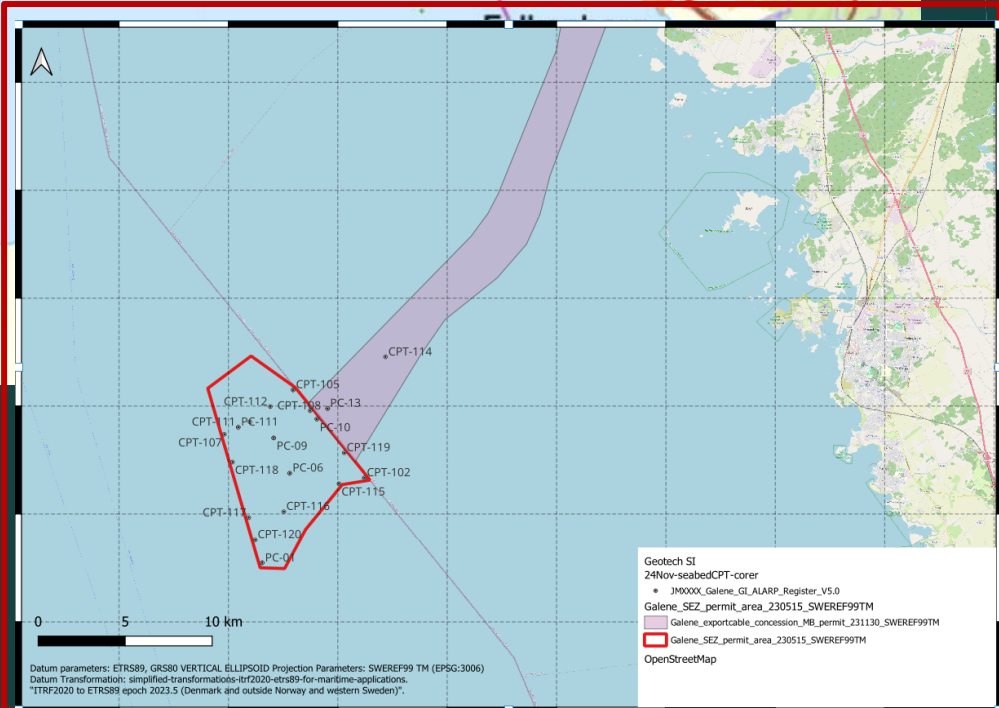 CPT-114
CPT-105
CPT-112
CPT-108
PC-13
CPT-111
PC-111
PC-10
CPT-107
PC-09
CPT-119
CPT-118
PC-06
CPT-102
CPT-115
CPT-117
CPT-116
CPT-120
PC-01
0 5 10 km
Datum parameters: ETRS89, GRS80 VERTICAL ELLIPSOID Projection Parameters: SWEREF99 TM (EPSG:3006)
Datum Transformation: simplified-transformations-itrf2020-etrs89-for-maritime-applications.
"ITRF2020 to ETRS89 epoch 2023.5 (Denmark and outside Norway and western Sweden)".
Geotech SI
24Nov-seabedCPT-corer
JMXXXX_Galene_GI_ALARP_Register_V5.0
Galene_SEZ_permit_area_230515_SWEREF99TM
Galene_exportcable_concession_MB_permit_231130_SWEREF99TM
Galene_SEZ_permit_area_230515_SWEREF99TM
OpenStreetMap